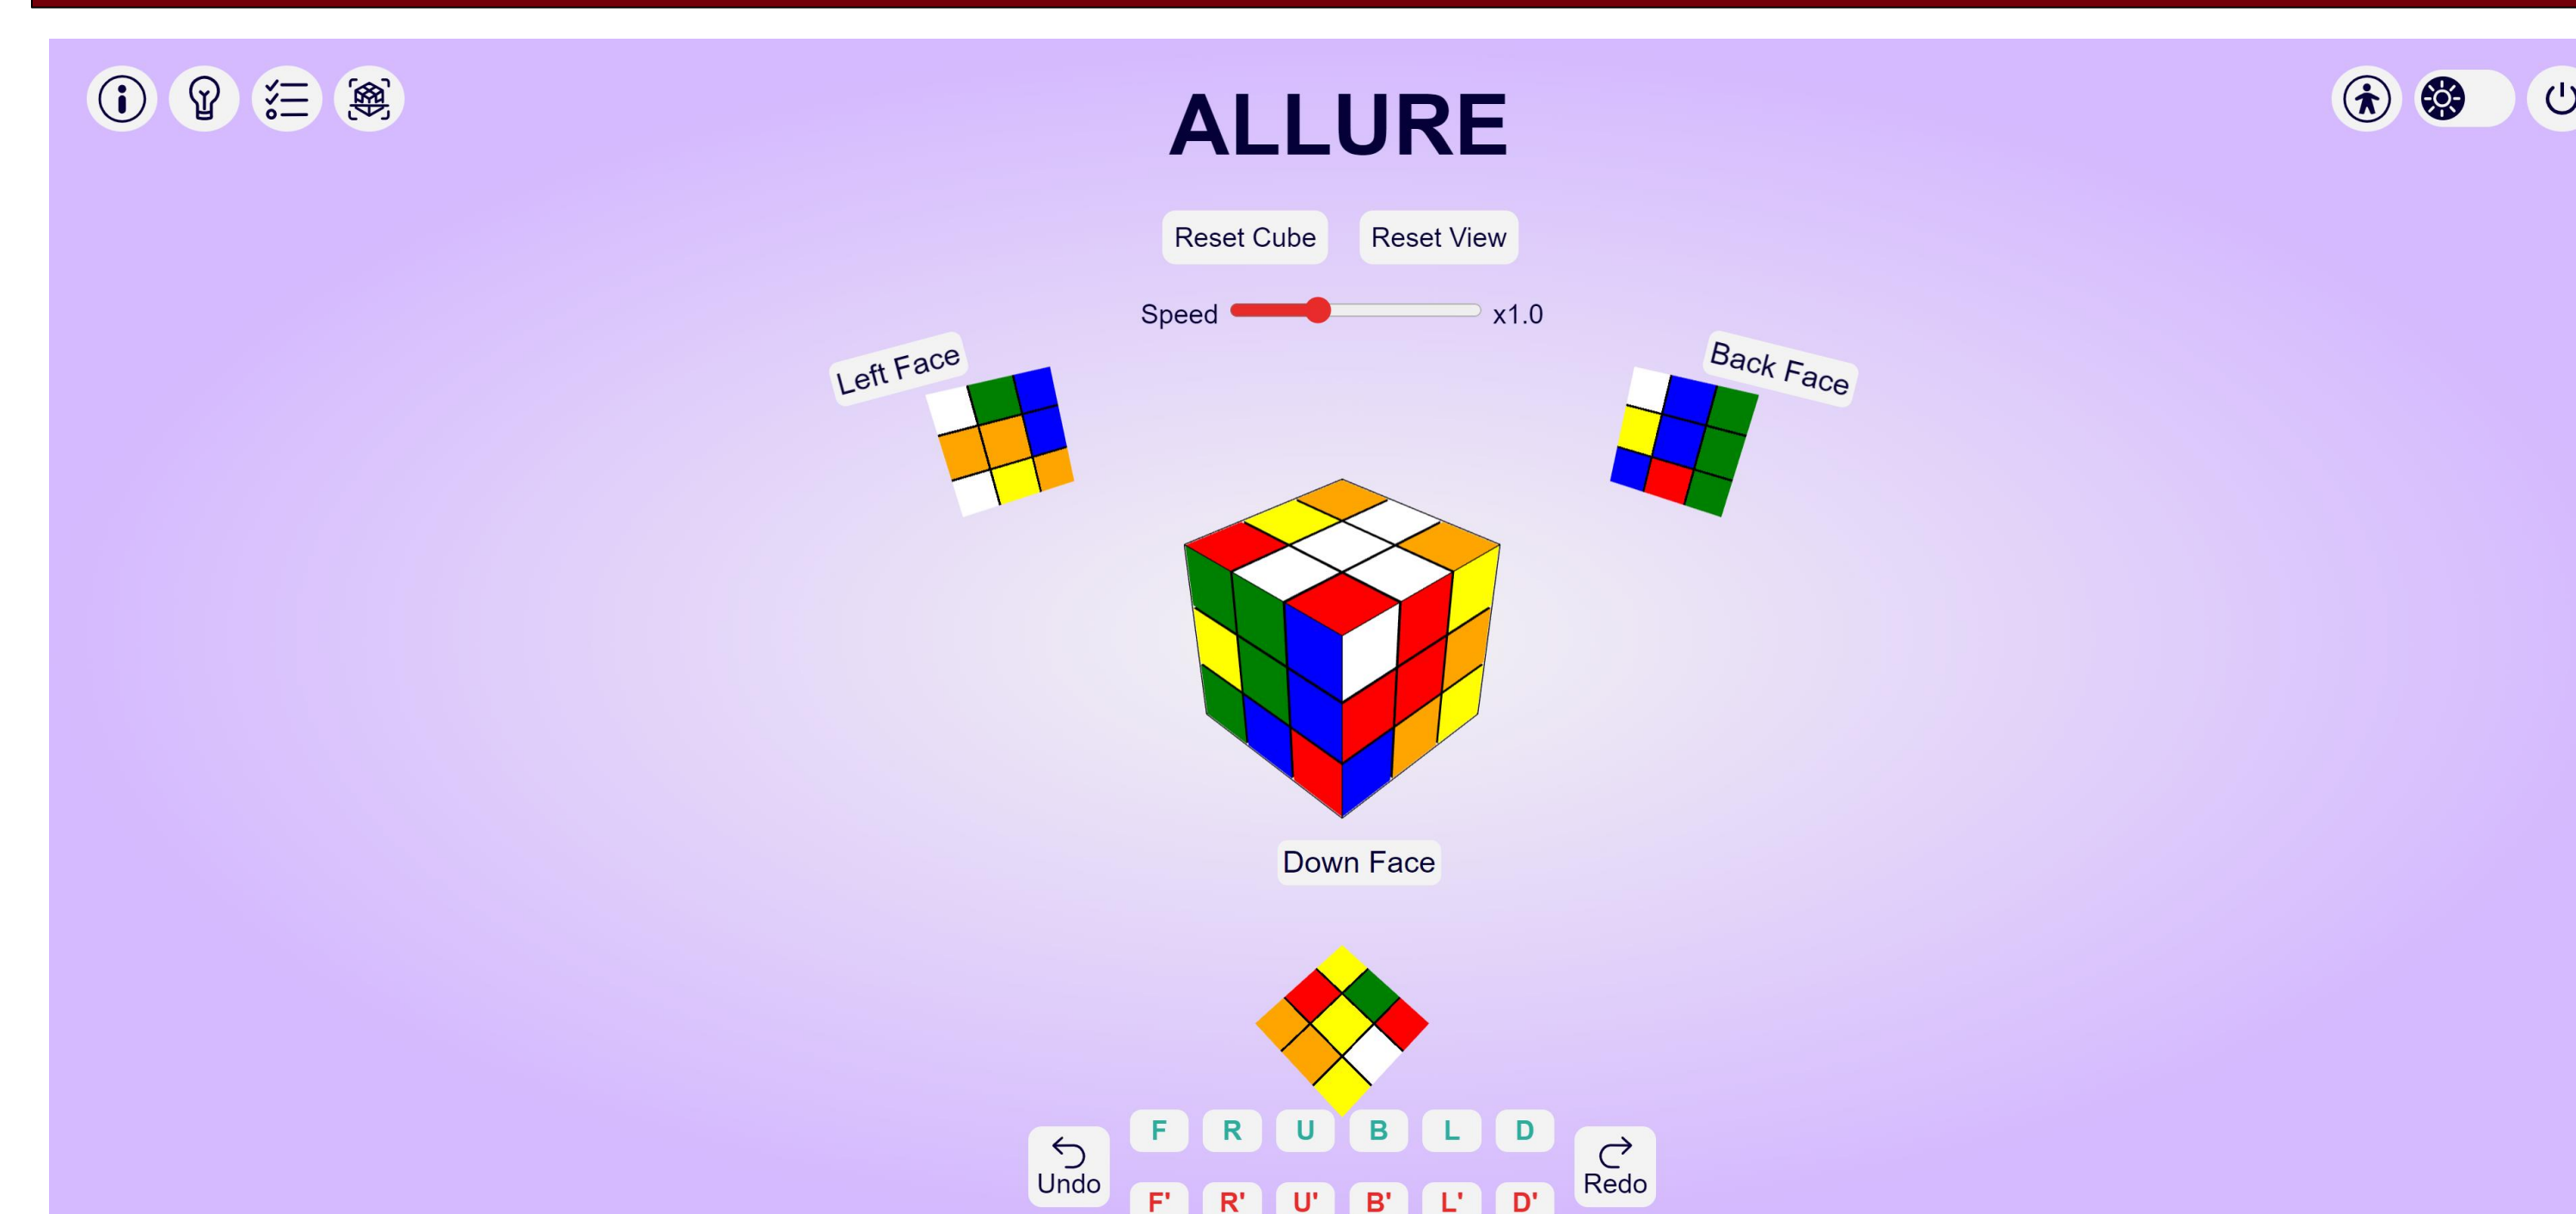 ALLURE
Reset Cube Reset View
Speed x1.0
Left Face
Back Face
Down Face
F R U B L D
Undo Redo
F' R' U' B' L' D'